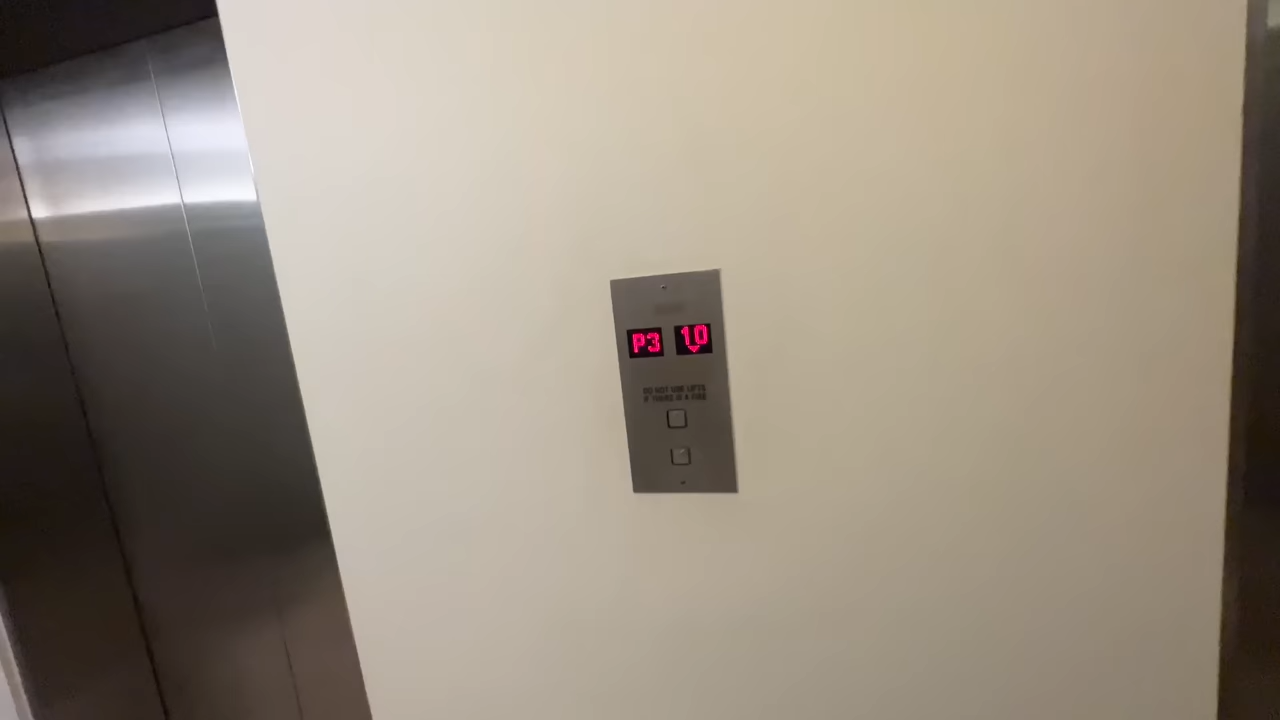 P3 10
DO NOT USE LIFTS
IF THERE IS A FIRE